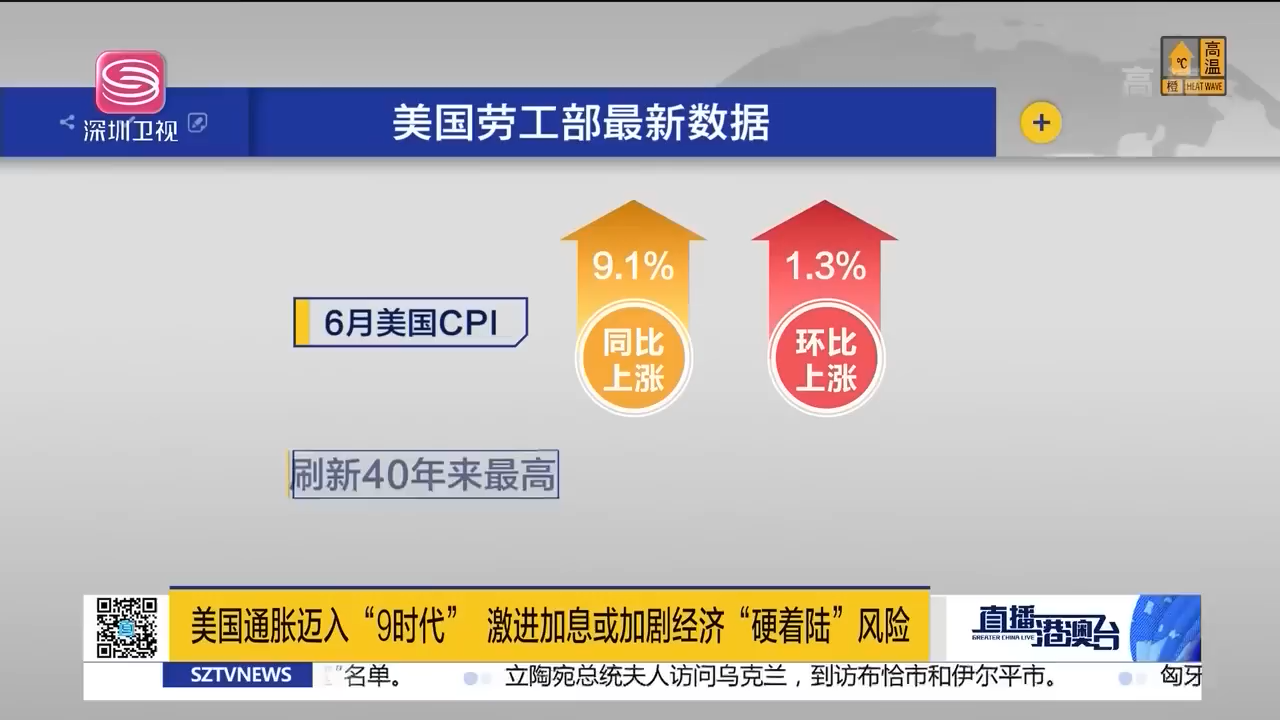 深圳卫视
美国劳工部最新数据
+
高温
℃
橙 HEAT WAVE
9.1%
同比
上涨
1.3%
环比
上涨
6月美国CPI
刷新40年来最高
美国通胀迈入“9时代” 激进加息或加剧经济“硬着陆”风险
直播港澳台
GREATER CHINA LIVE
SZTVNEWS
”名单。 立陶宛总统夫人访问乌克兰，到访布恰市和伊尔平市。 匈牙